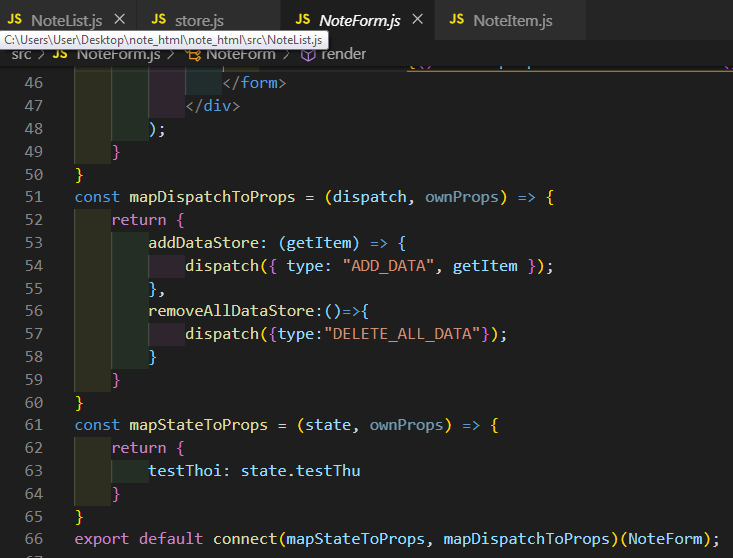 JS NoteList.js × JS store.js JS NoteForm.js × JS NoteItem.js
C:\Users\User\Desktop\note_html\note_html\src\NoteList.js
src > JS NoteForm.js > NoteForm > render
46 </form>
47 </div>
48 );
49 }
50 }
51 const mapDispatchToProps = (dispatch, ownProps) => {
52 return {
53 addDataStore: (getItem) => {
54 dispatch({ type: "ADD_DATA", getItem });
55 },
56 removeAllDataStore:()=>{
57 dispatch({type:"DELETE_ALL_DATA"});
58 }
59 }
60 }
61 const mapStateToProps = (state, ownProps) => {
62 return {
63 testThoi: state.testThu
64 }
65 }
66 export default connect(mapStateToProps, mapDispatchToProps)(NoteForm);